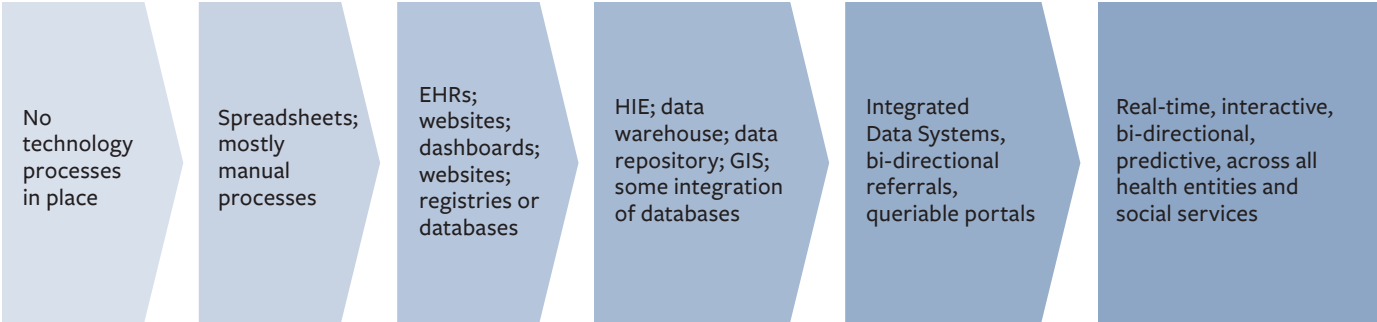 No
technology
processes
in place
Spreadsheets;
mostly
manual
processes
EHRs;
websites;
dashboards;
websites;
registries or
databases
HIE; data
warehouse; data
repository; GIS;
some integration
of databases
Integrated
Data Systems,
bi-directional
referrals,
queriable portals
Real-time, interactive,
bi-directional,
predictive, across all
health entities and
social services